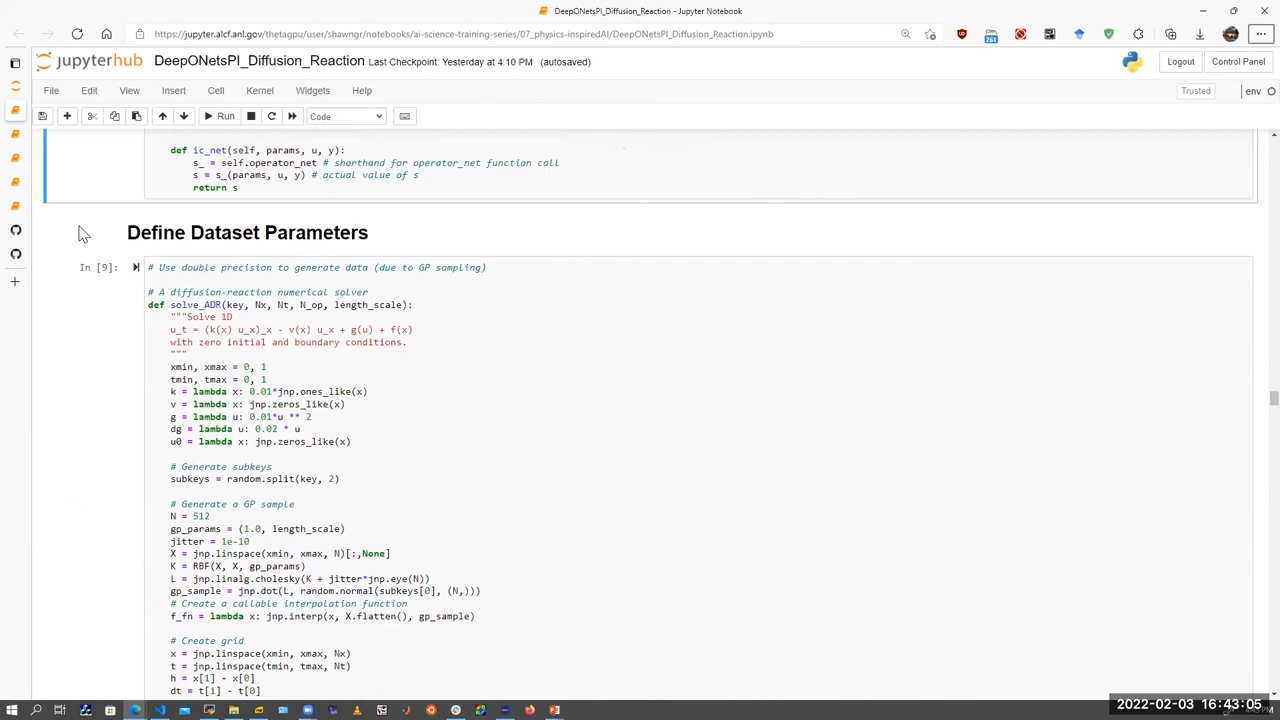 DeepONetsPI_Diffusion_Reaction - Jupyter Notebook
https://jupyter.alcf.anl.gov/thetagpu/user/shawngr/notebooks/ai-science-training-series/07_physics-inspiredAI/DeepONetsPI_Diffusion_Reaction.ipynb
261
jupyterhub DeepONetsPI_Diffusion_Reaction Last Checkpoint: Yesterday at 4:10 PM (autosaved)
Logout Control Panel
File Edit View Insert Cell Kernel Widgets Help
Trusted env
Run Code
def ic_net(self, params, u, y):
s_ = self.operator_net # shorthand for operator_net function call
s = s_(params, u, y) # actual value of s
return s
Define Dataset Parameters
In [9]:
# Use double precision to generate data (due to GP sampling)
# A diffusion-reaction numerical solver
def solve_ADR(key, Nx, Nt, N_op, length_scale):
"""Solve 1D
u_t = (k(x) u_x)_x - v(x) u_x + g(u) + f(x)
with zero initial and boundary conditions.
"""
xmin, xmax = 0, 1
tmin, tmax = 0, 1
k = lambda x: 0.01*jnp.ones_like(x)
v = lambda x: jnp.zeros_like(x)
g = lambda u: 0.01*u ** 2
dg = lambda u: 0.02 * u
u0 = lambda x: jnp.zeros_like(x)
# Generate subkeys
subkeys = random.split(key, 2)
# Generate a GP sample
N = 512
gp_params = (1.0, length_scale)
jitter = 1e-10
X = jnp.linspace(xmin, xmax, N)[:,None]
K = RBF(X, X, gp_params)
L = jnp.linalg.cholesky(K + jitter*jnp.eye(N))
gp_sample = jnp.dot(L, random.normal(subkeys[0], (N,)))
# Create a callable interpolation function
f_fn = lambda x: jnp.interp(x, X.flatten(), gp_sample)
# Create grid
x = jnp.linspace(xmin, xmax, Nx)
t = jnp.linspace(tmin, tmax, Nt)
h = x[1] - x[0]
dt = t[1] - t[0]
2022-02-03 16:43:05